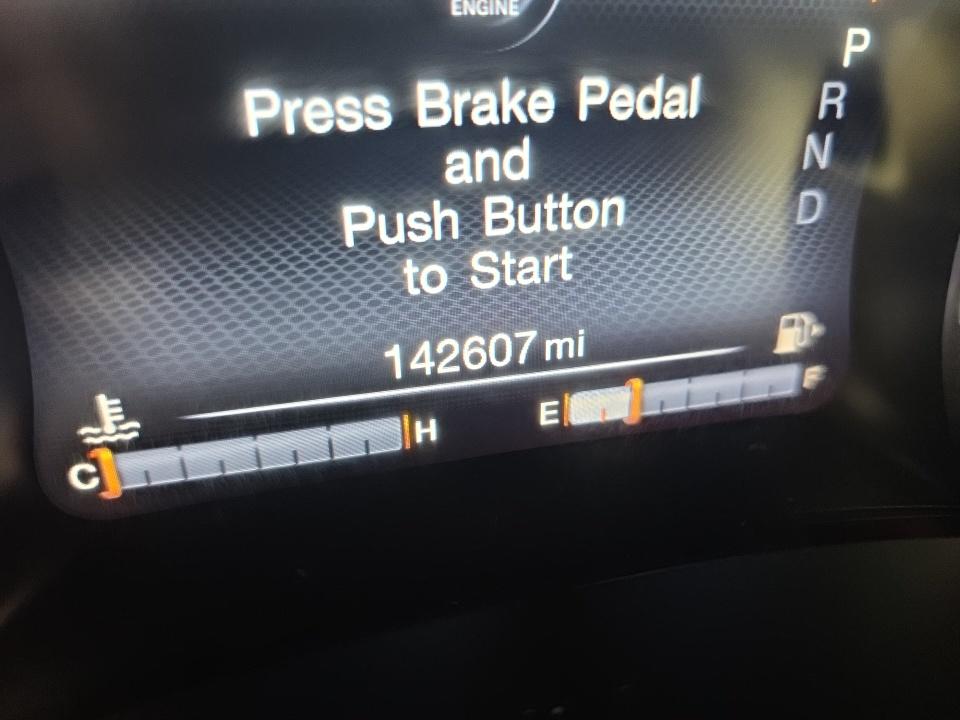 ENGINE
Press Brake Pedal
and
Push Button
to Start
P
R
N
D
142607 mi
E F
C H